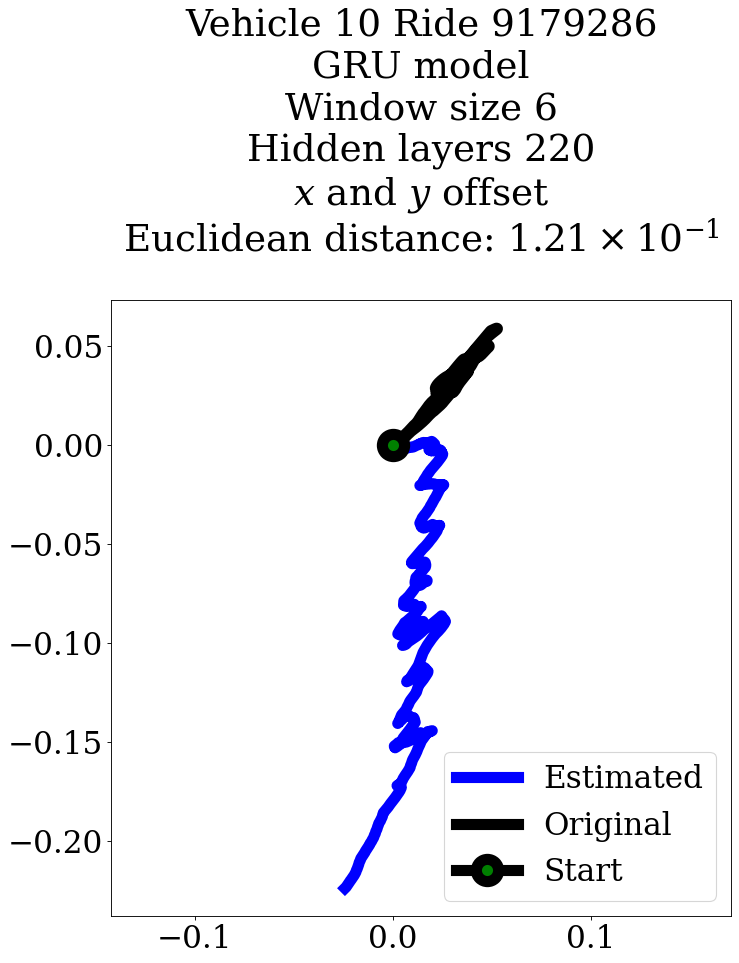 Vehicle 10 Ride 9179286
GRU model
Window size 6
Hidden layers 220
x and y offset
Euclidean distance: 1.21 × 10⁻¹
0.05
0.00
−0.05
−0.10
−0.15
−0.20
Estimated
Original
Start
−0.1 0.0 0.1